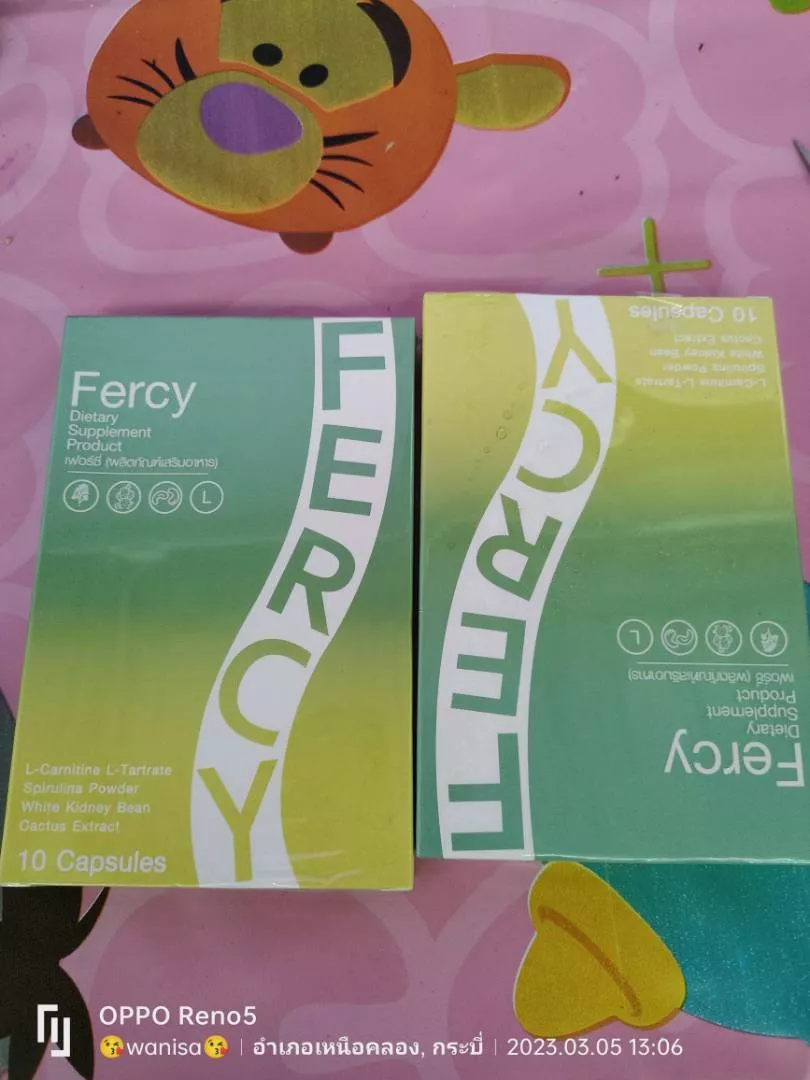 Fercy
Dietary
Supplement
Product
เฟอร์ซี่ (ผลิตภัณฑ์เสริมอาหาร)
L
FERCY
L-Carnitine L-Tartrate
Spirulina Powder
White Kidney Bean
Cactus Extract
10 Capsules
Fercy
Dietary
Supplement
Product
เฟอร์ซี่ (ผลิตภัณฑ์เสริมอาหาร)
L
FERCY
L-Carnitine L-Tartrate
Spirulina Powder
White Kidney Bean
Cactus Extract
10 Capsules
OPPO Reno5
😘wanisa😘 | อำเภอเหนือคลอง, กระบี่ | 2023.03.05 13:06